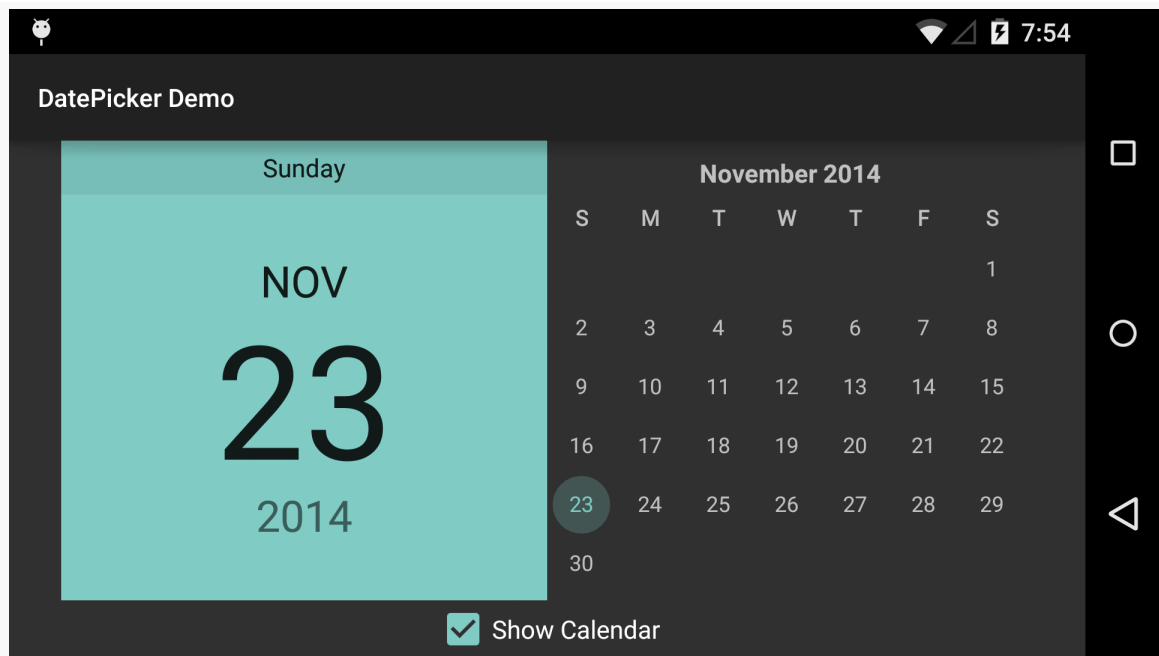 7:54
DatePicker Demo
Sunday
NOV
23
2014
November 2014
S M T W T F S
1
2 3 4 5 6 7 8
9 10 11 12 13 14 15
16 17 18 19 20 21 22
23 24 25 26 27 28 29
30
Show Calendar